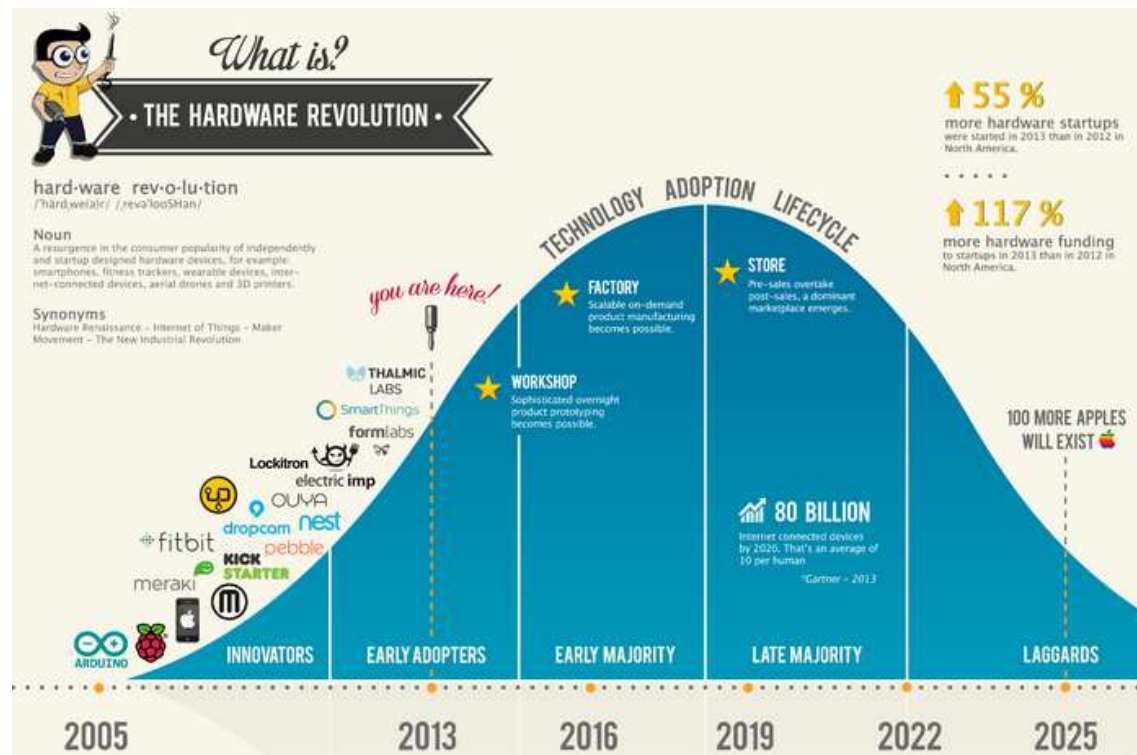 What is?
• THE HARDWARE REVOLUTION •
hard·ware rev·o·lu·tion
/ˈhärdˌwe(ə)r/ /ˌrevəˈlooSHən/
Noun
A resurgence in the consumer popularity of independently
and startup designed hardware devices, for example
smartphones, fitness trackers, wearable devices, inter-
net-connected devices, aerial drones and 3D printers.
Synonyms
Hardware Renaissance – Internet of Things – Maker
Movement – The New Industrial Revolution
55 %
more hardware startups
were started in 2013 than in 2012 in
North America.
117 %
more hardware funding
to startups in 2013 than in 2012 in
North America.
TECHNOLOGY ADOPTION LIFECYCLE
you are here!
FACTORY
Scalable on-demand
product manufacturing
becomes possible.
STORE
Pre-sales overtake
post-sales, a dominant
marketplace emerges.
WORKSHOP
Sophisticated overnight
product prototyping
becomes possible.
THALMIC
LABS
SmartThings
formlabs
Lockitron
electric imp
OUYA
dropcam
nest
fitbit
pebble
KICK
STARTER
meraki
M
ARDUINO
100 MORE APPLES
WILL EXIST
80 BILLION
Internet connected devices
by 2020. That's an average of
10 per human
*Gartner – 2013
INNOVATORS
EARLY ADOPTERS
EARLY MAJORITY
LATE MAJORITY
LAGGARDS
2005
2013
2016
2019
2022
2025